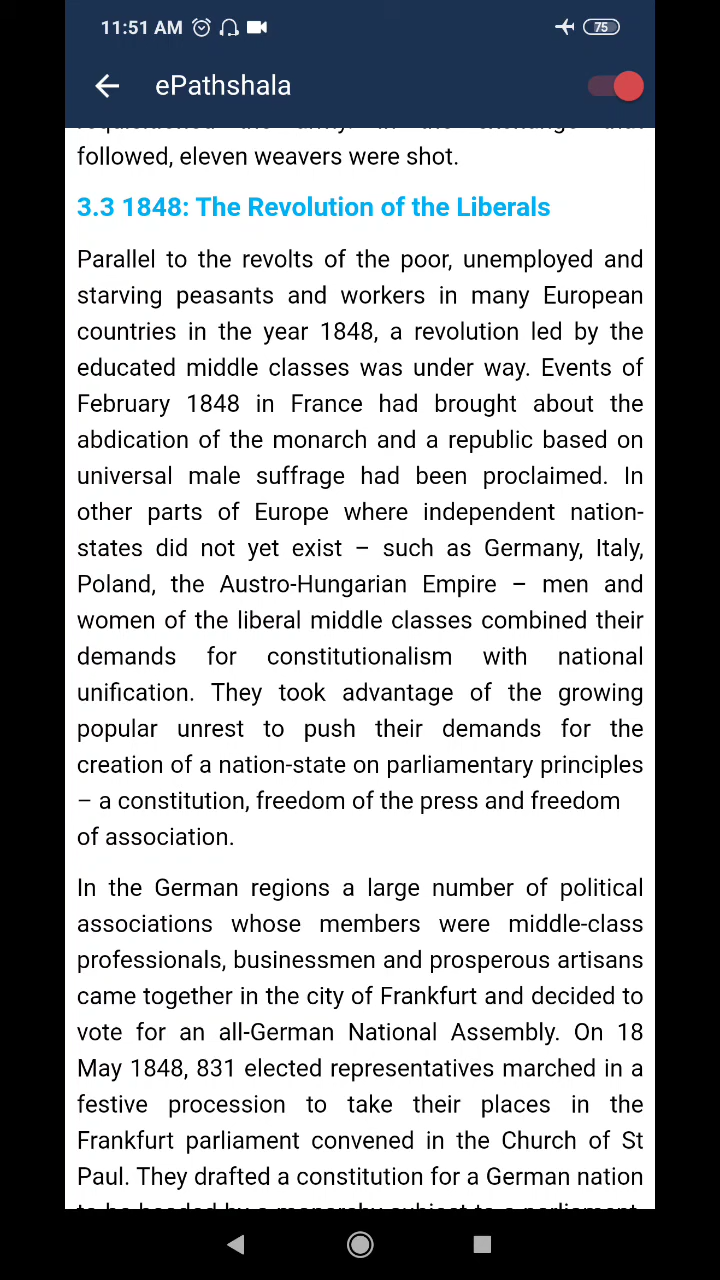 11:51 AM 75
ePathshala
followed, eleven weavers were shot.
3.3 1848: The Revolution of the Liberals
Parallel to the revolts of the poor, unemployed and
starving peasants and workers in many European
countries in the year 1848, a revolution led by the
educated middle classes was under way. Events of
February 1848 in France had brought about the
abdication of the monarch and a republic based on
universal male suffrage had been proclaimed. In
other parts of Europe where independent nation-
states did not yet exist – such as Germany, Italy,
Poland, the Austro-Hungarian Empire – men and
women of the liberal middle classes combined their
demands for constitutionalism with national
unification. They took advantage of the growing
popular unrest to push their demands for the
creation of a nation-state on parliamentary principles
– a constitution, freedom of the press and freedom
of association.
In the German regions a large number of political
associations whose members were middle-class
professionals, businessmen and prosperous artisans
came together in the city of Frankfurt and decided to
vote for an all-German National Assembly. On 18
May 1848, 831 elected representatives marched in a
festive procession to take their places in the
Frankfurt parliament convened in the Church of St
Paul. They drafted a constitution for a German nation
to be headed by a monarchy subject to a parliament.